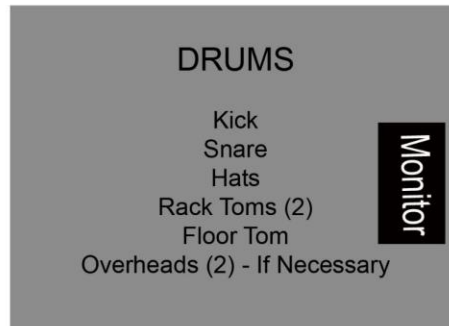 DRUMS
Kick
Snare
Hats
Rack Toms (2)
Floor Tom
Overheads (2) - If Necessary
Monitor